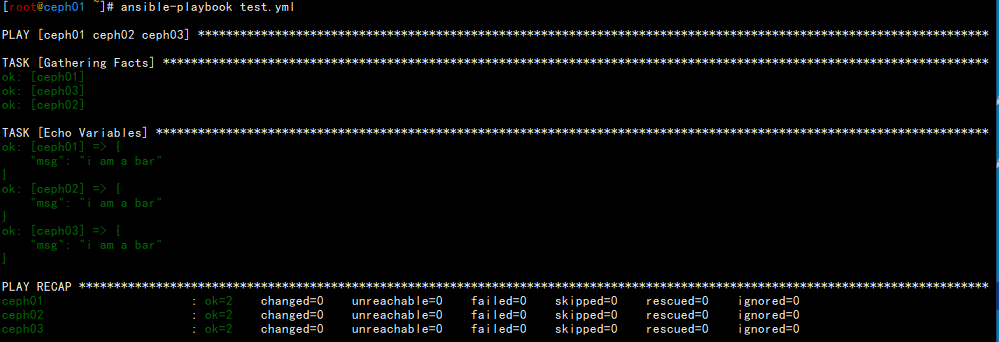 [root@ceph01 ~]# ansible-playbook test.yml
PLAY [ceph01 ceph02 ceph03] *****************************************************************************************************************
TASK [Gathering Facts] **********************************************************************************************************************
ok: [ceph01]
ok: [ceph03]
ok: [ceph02]
TASK [Echo Variables] ***********************************************************************************************************************
ok: [ceph01] => {
    "msg": "i am a bar"
}
ok: [ceph02] => {
    "msg": "i am a bar"
}
ok: [ceph03] => {
    "msg": "i am a bar"
}
PLAY RECAP **********************************************************************************************************************************
ceph01                     : ok=2    changed=0    unreachable=0    failed=0    skipped=0    rescued=0    ignored=0
ceph02                     : ok=2    changed=0    unreachable=0    failed=0    skipped=0    rescued=0    ignored=0
ceph03                     : ok=2    changed=0    unreachable=0    failed=0    skipped=0    rescued=0    ignored=0